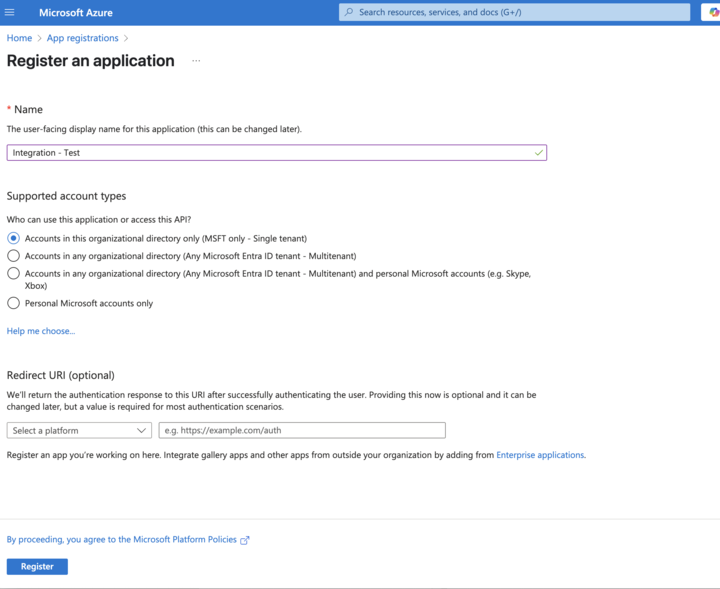 Microsoft Azure
Search resources, services, and docs (G+/)
Home > App registrations >
Register an application ...
* Name
The user-facing display name for this application (this can be changed later).
Integration - Test
Supported account types
Who can use this application or access this API?
Accounts in this organizational directory only (MSFT only - Single tenant)
Accounts in any organizational directory (Any Microsoft Entra ID tenant - Multitenant)
Accounts in any organizational directory (Any Microsoft Entra ID tenant - Multitenant) and personal Microsoft accounts (e.g. Skype,
Xbox)
Personal Microsoft accounts only
Help me choose...
Redirect URI (optional)
We'll return the authentication response to this URI after successfully authenticating the user. Providing this now is optional and it can be
changed later, but a value is required for most authentication scenarios.
Select a platform
e.g. https://example.com/auth
Register an app you're working on here. Integrate gallery apps and other apps from outside your organization by adding from Enterprise applications.
By proceeding, you agree to the Microsoft Platform Policies
Register